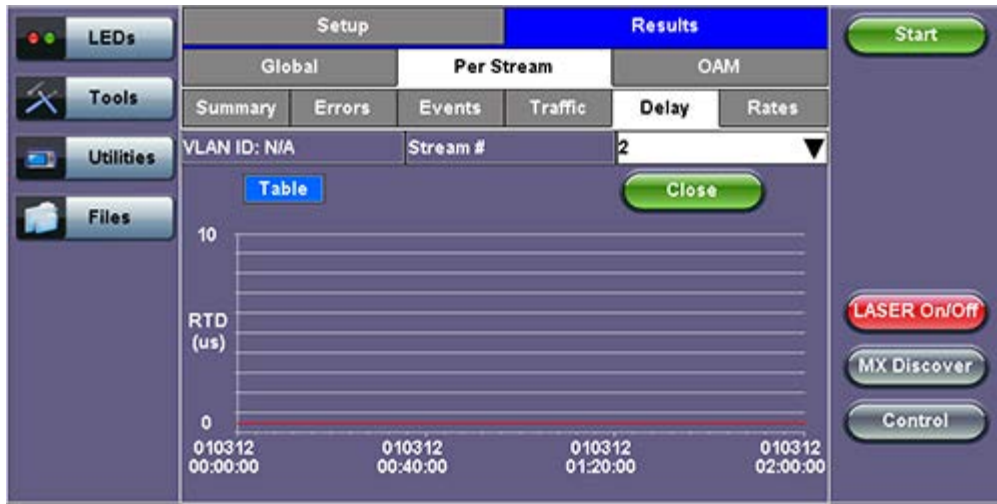 LEDs
Tools
Utilities
Files
Setup Results
Global Per Stream OAM
Summary Errors Events Traffic Delay Rates
VLAN ID: N/A Stream # 2
Table Close
10
RTD
(us)
0
010312 010312 010312 010312
00:00:00 00:40:00 01:20:00 02:00:00
Start
LASER On/Off
MX Discover
Control